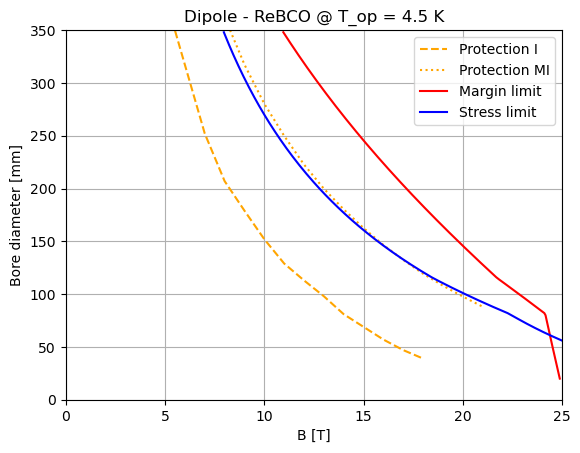 Dipole - ReBCO @ T_op = 4.5 K
Bore diameter [mm]
350
300
250
200
150
100
50
0
Protection I
Protection MI
Margin limit
Stress limit
0 5 10 15 20 25
B [T]